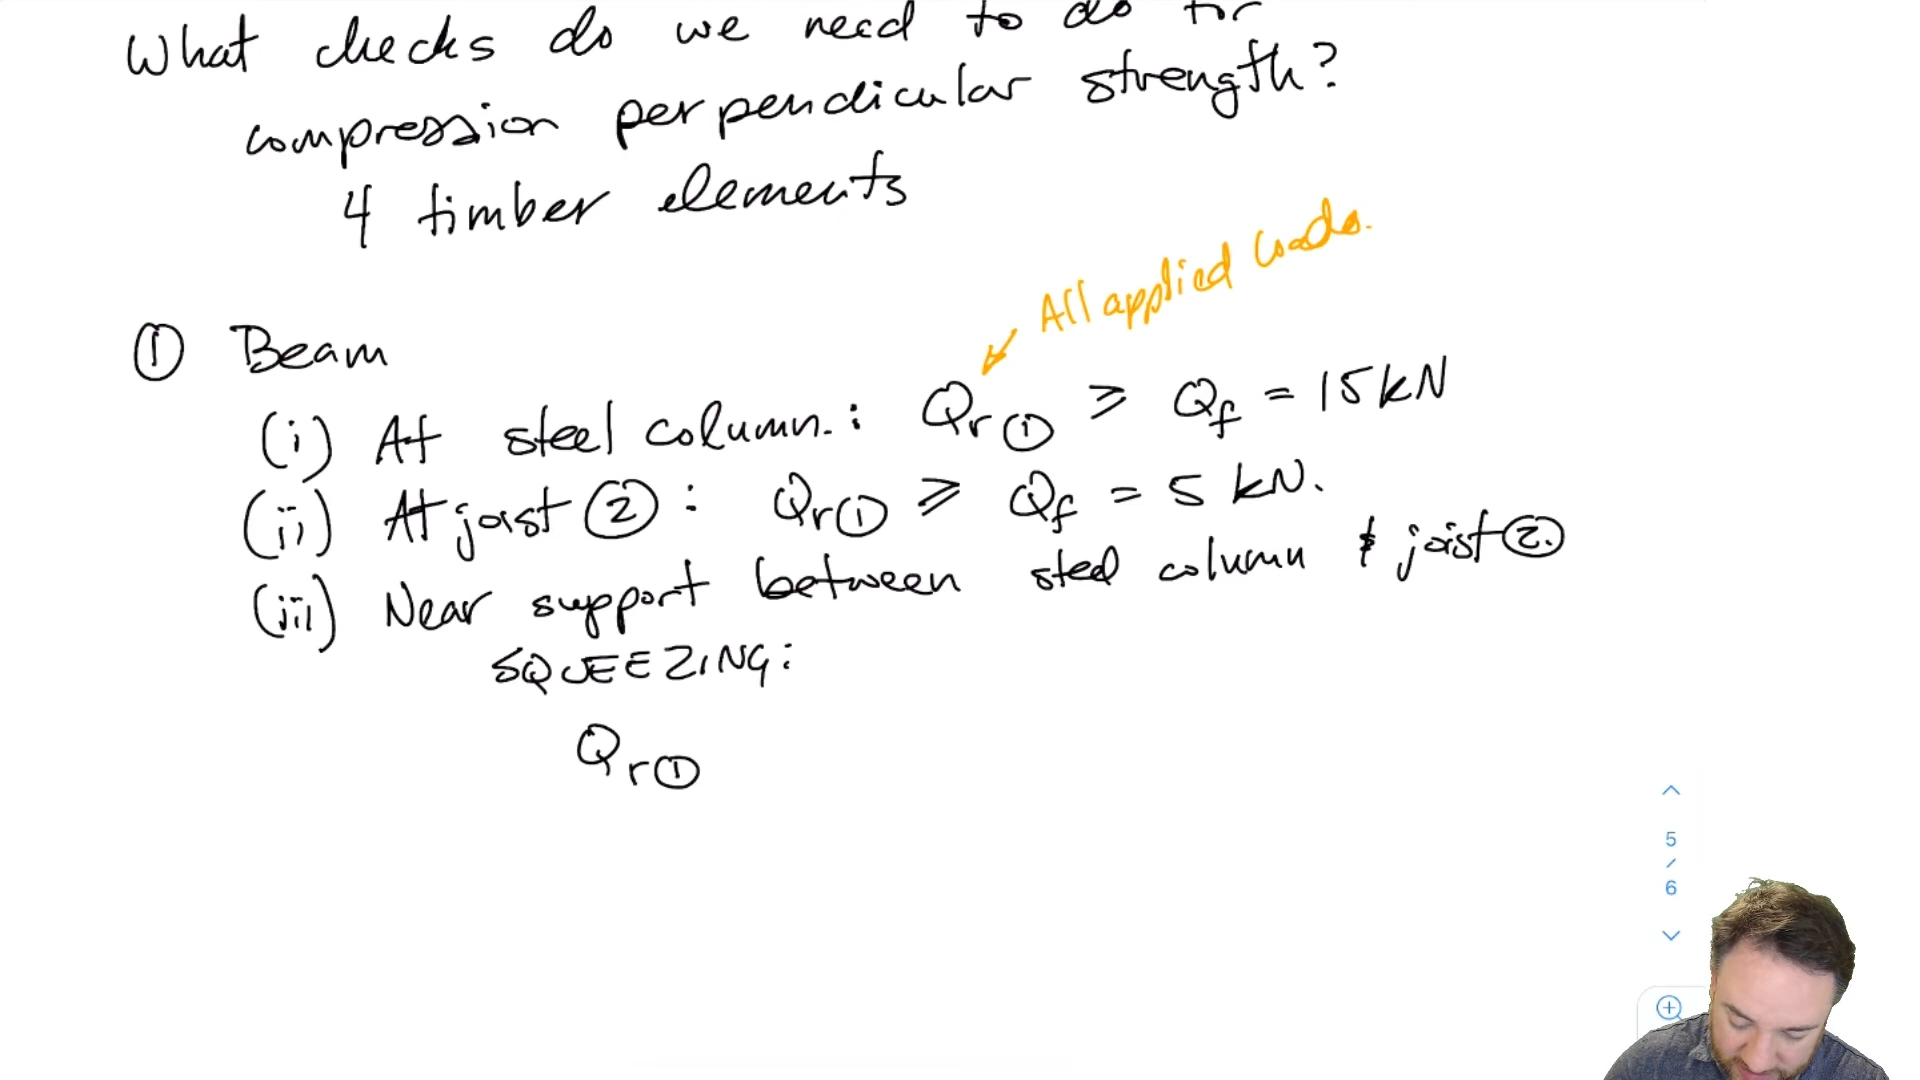 What checks do we need to do for
compression perpendicular strength?
4 timber elements
All applied loads.
① Beam
(i) At steel column.: Qr① ≥ Qf = 15 kN
(ii) At joist ② : Qr① ≥ Qf = 5 kN.
(iii) Near support between steel column & joist ②.
SQUEEZING:
Qr①
5
/
6